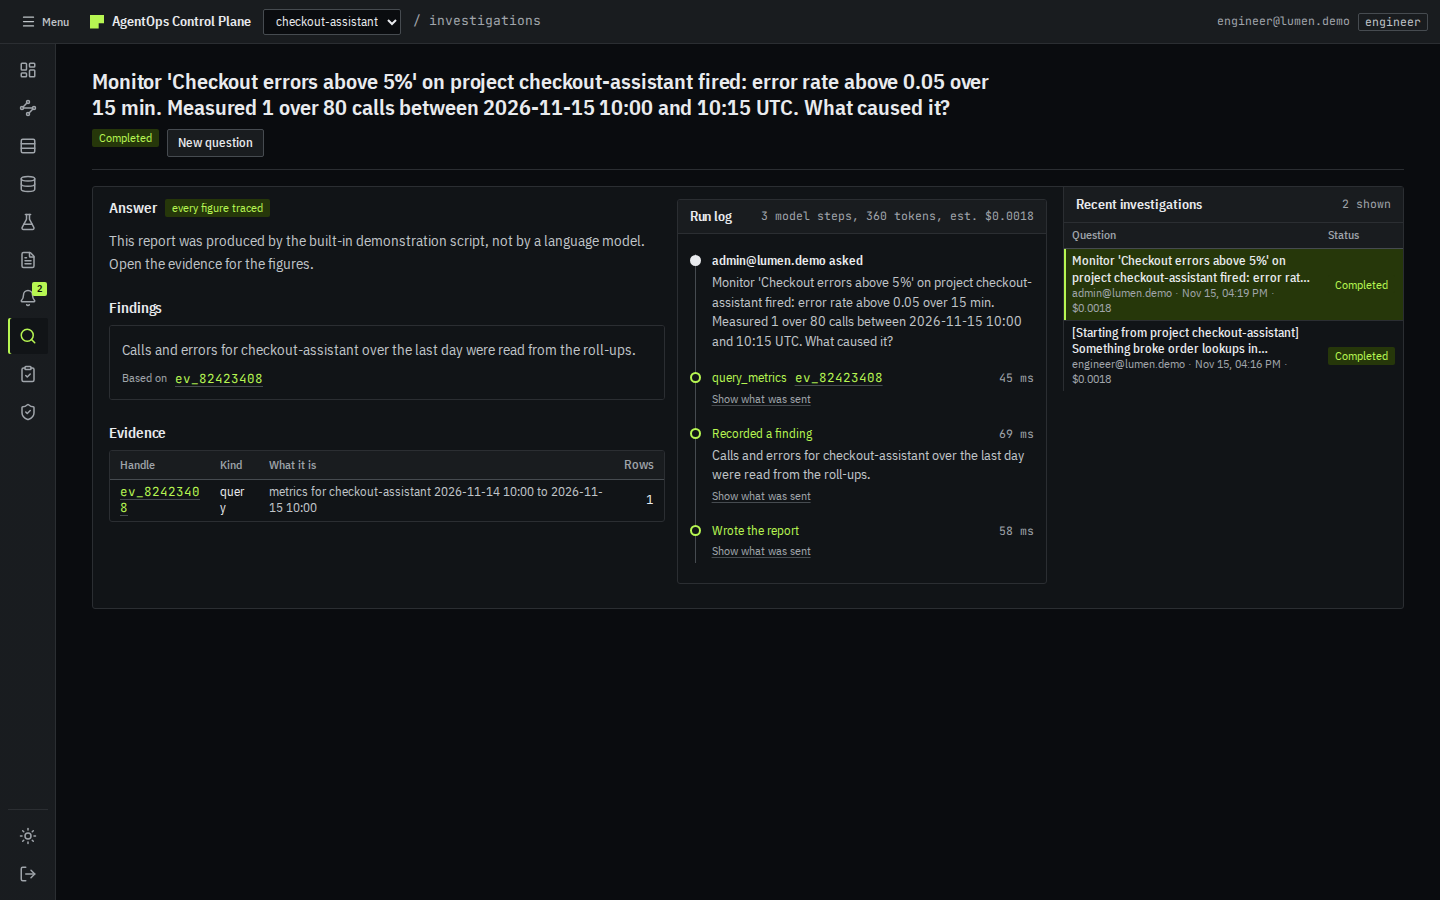 Menu
AgentOps Control Plane
checkout-assistant
/ investigations
engineer@lumen.demo
engineer
2
Monitor 'Checkout errors above 5%' on project checkout-assistant fired: error rate above 0.05 over
15 min. Measured 1 over 80 calls between 2026-11-15 10:00 and 10:15 UTC. What caused it?
Completed
New question
Answer
every figure traced
This report was produced by the built-in demonstration script, not by a language model.
Open the evidence for the figures.
Findings
Calls and errors for checkout-assistant over the last day were read from the roll-ups.
Based on ev_82423408
Evidence
Handle Kind What it is Rows
ev_8242340
8
quer
y
metrics for checkout-assistant 2026-11-14 10:00 to 2026-11-
15 10:00
1
Run log
3 model steps, 360 tokens, est. $0.0018
admin@lumen.demo asked
Monitor 'Checkout errors above 5%' on project checkout-
assistant fired: error rate above 0.05 over 15 min.
Measured 1 over 80 calls between 2026-11-15 10:00
and 10:15 UTC. What caused it?
query_metrics ev_82423408 45 ms
Show what was sent
Recorded a finding 69 ms
Calls and errors for checkout-assistant over the last day
were read from the roll-ups.
Show what was sent
Wrote the report 58 ms
Show what was sent
Recent investigations
2 shown
Question Status
Monitor 'Checkout errors above 5%' on
project checkout-assistant fired: error rat...
admin@lumen.demo · Nov 15, 04:19 PM ·
$0.0018
Completed
[Starting from project checkout-assistant]
Something broke order lookups in...
engineer@lumen.demo · Nov 15, 04:16 PM ·
$0.0018
Completed